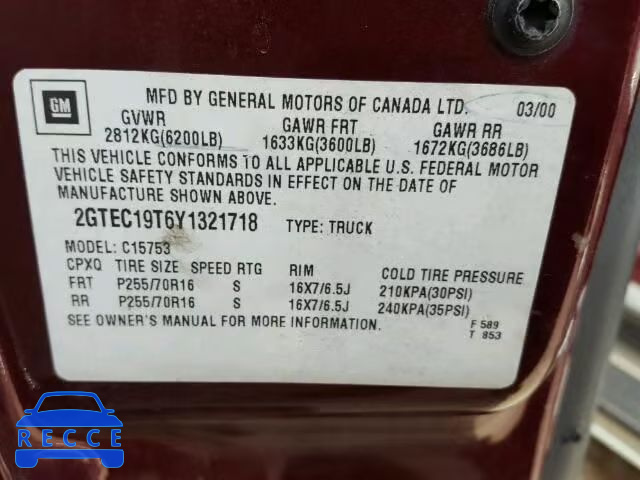 GM
MFD BY GENERAL MOTORS OF CANADA LTD. 03/00
GVWR GAWR FRT GAWR RR
2812KG(6200LB) 1633KG(3600LB) 1672KG(3686LB)
THIS VEHICLE CONFORMS TO ALL APPLICABLE U.S. FEDERAL MOTOR
VEHICLE SAFETY STANDARDS IN EFFECT ON THE DATE OF
MANUFACTURE SHOWN ABOVE.
2GTEC19T6Y1321718 TYPE: TRUCK
MODEL: C15753
CPXQ TIRE SIZE SPEED RTG RIM COLD TIRE PRESSURE
FRT P255/70R16 S 16X7/6.5J 210KPA(30PSI)
RR P255/70R16 S 16X7/6.5J 240KPA(35PSI)
SEE OWNER'S MANUAL FOR MORE INFORMATION.
F 589
T 853
RECCE